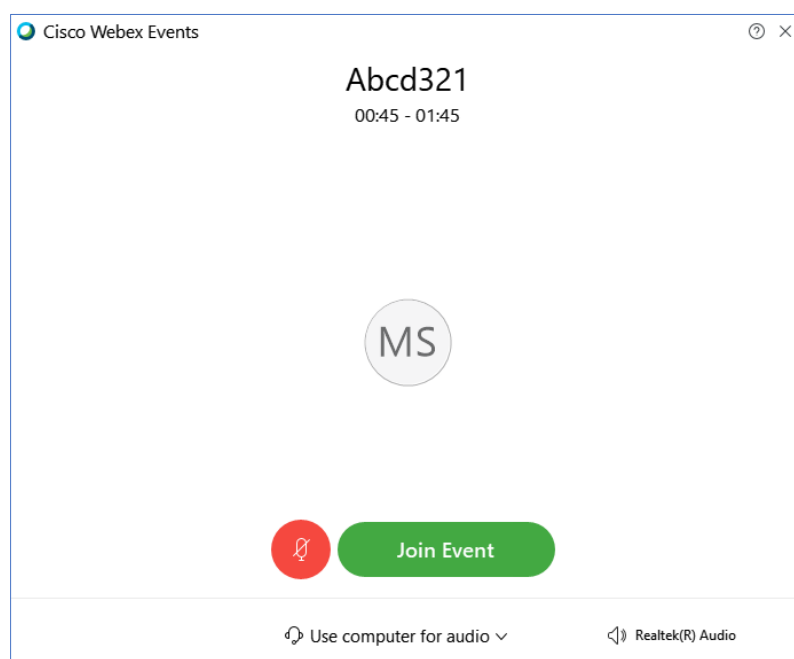 Cisco Webex Events
Abcd321
00:45 - 01:45
MS
Join Event
Use computer for audio
Realtek(R) Audio